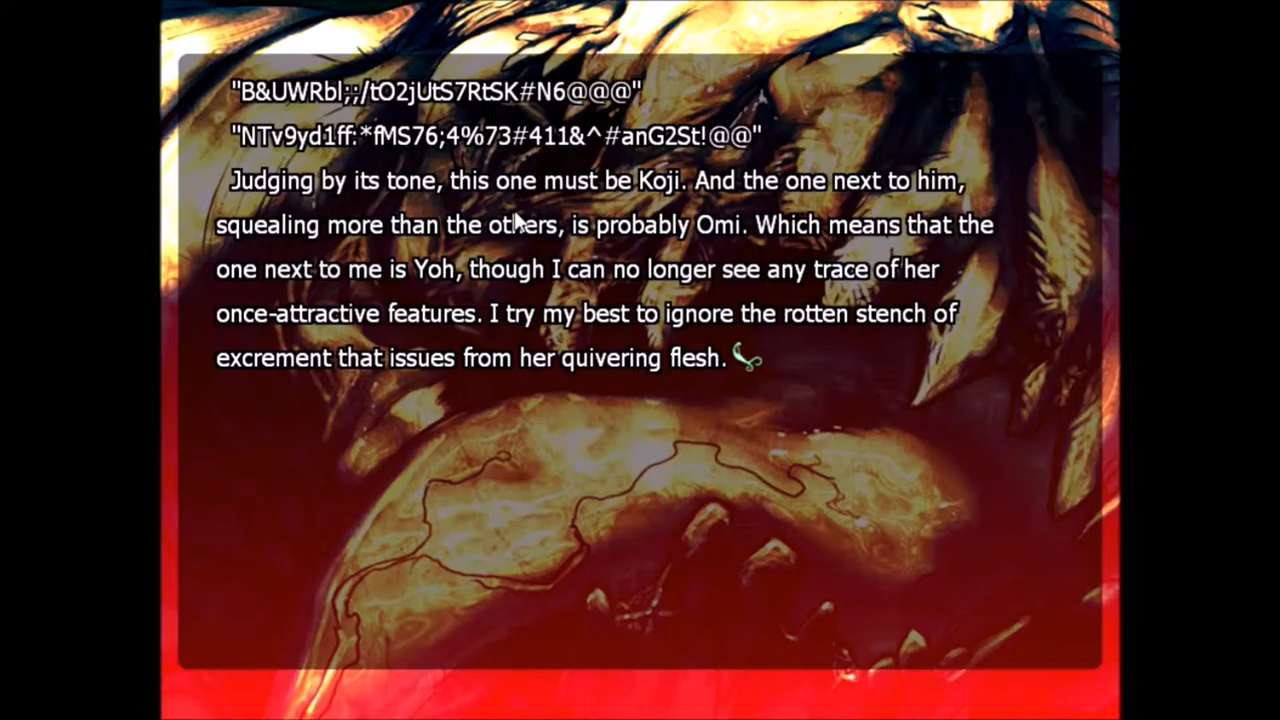 "B&UWRbl;;/tO2jUtS7RtSK#N6@@@"
"NTv9yd1ff:*fMS76;4%73#411&^#anG2St!@@"
Judging by its tone, this one must be Koji. And the one next to him,
squealing more than the others, is probably Omi. Which means that the
one next to me is Yoh, though I can no longer see any trace of her
once-attractive features. I try my best to ignore the rotten stench of
excrement that issues from her quivering flesh.